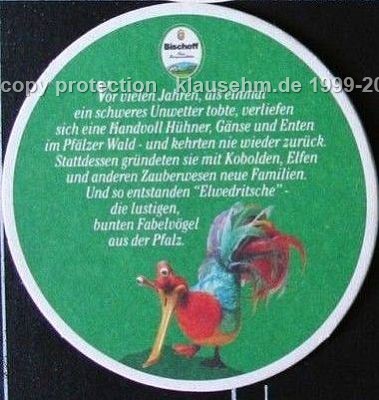 Bischoff
copy protection , klausehm.de 1999-20
Vor vielen Jahren, als einmal
ein schweres Unwetter tobte, verliefen
sich eine Handvoll Hühner, Gänse und Enten
im Pfälzer Wald - und kehrten nie wieder zurück.
Stattdessen gründeten sie mit Kobolden, Elfen
und anderen Zauberwesen neue Familien.
Und so entstanden "Elwedritsche" -
die lustigen,
bunten Fabelvögel
aus der Pfalz.